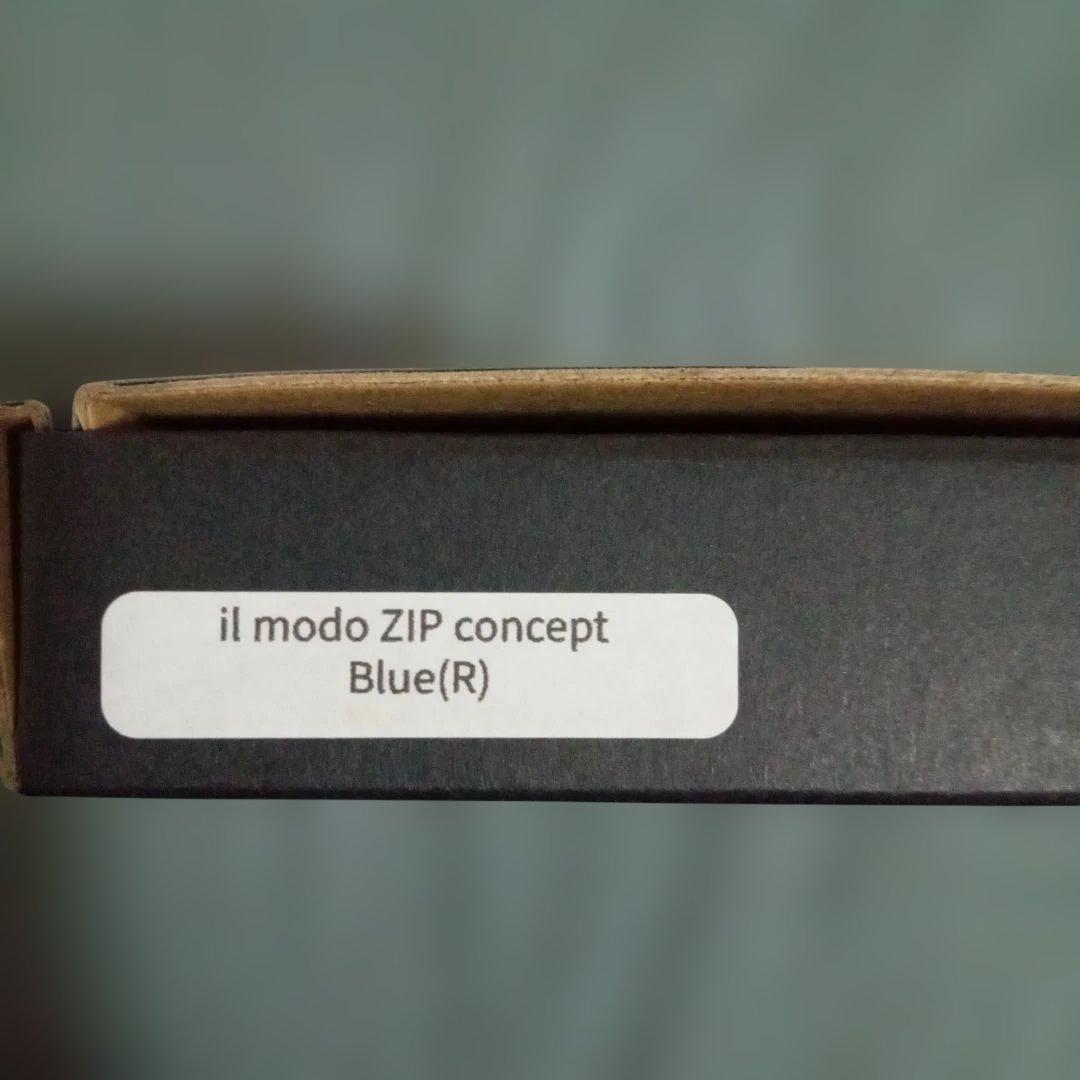 il modo ZIP concept
Blue(R)